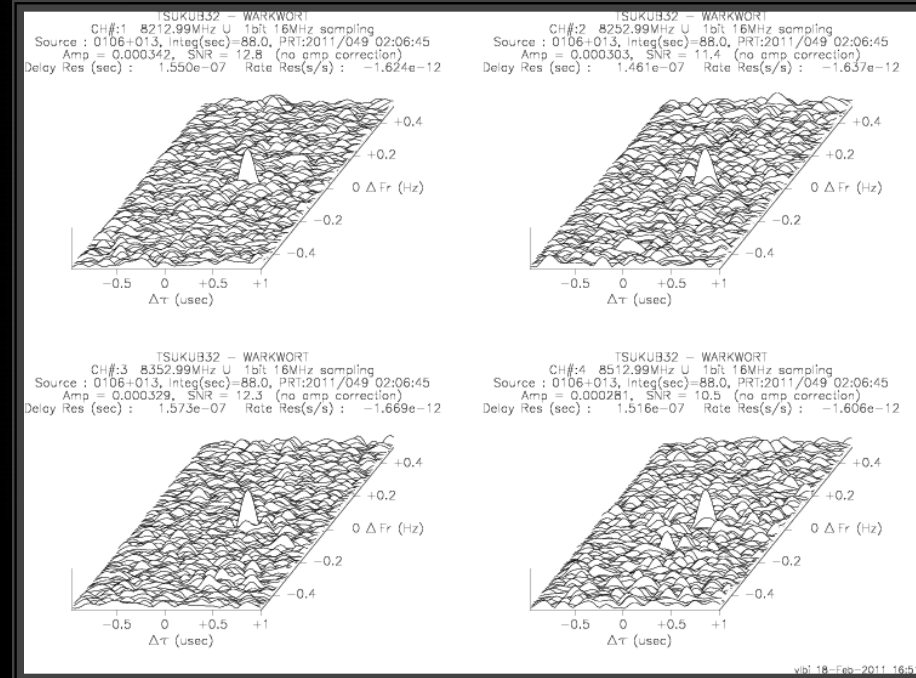 TSUKUB32 - WARKWORT
CH#:1 8212.99MHz U 1bit 16MHz sampling
Source : 0106+013, Integ(sec)=88.0, PRT:2011/049 02:06:45
Amp = 0.000342, SNR = 12.8 (no amp correction)
Delay Res (sec) : 1.550e-07 Rate Res(s/s) : -1.624e-12
+0.4
+0.2
0 Δ Fr (Hz)
-0.2
-0.4
-0.5 0 +0.5 +1
Δτ (usec)
TSUKUB32 - WARKWORT
CH#:2 8252.99MHz U 1bit 16MHz sampling
Source : 0106+013, Integ(sec)=88.0, PRT:2011/049 02:06:45
Amp = 0.000303, SNR = 11.4 (no amp correction)
Delay Res (sec) : 1.461e-07 Rate Res(s/s) : -1.637e-12
+0.4
+0.2
0 Δ Fr (Hz)
-0.2
-0.4
-0.5 0 +0.5 +1
Δτ (usec)
TSUKUB32 - WARKWORT
CH#:3 8352.99MHz U 1bit 16MHz sampling
Source : 0106+013, Integ(sec)=88.0, PRT:2011/049 02:06:45
Amp = 0.000329, SNR = 12.3 (no amp correction)
Delay Res (sec) : 1.573e-07 Rate Res(s/s) : -1.669e-12
+0.4
+0.2
0 Δ Fr (Hz)
-0.2
-0.4
-0.5 0 +0.5 +1
Δτ (usec)
TSUKUB32 - WARKWORT
CH#:4 8512.99MHz U 1bit 16MHz sampling
Source : 0106+013, Integ(sec)=88.0, PRT:2011/049 02:06:45
Amp = 0.000281, SNR = 10.5 (no amp correction)
Delay Res (sec) : 1.516e-07 Rate Res(s/s) : -1.606e-12
+0.4
+0.2
0 Δ Fr (Hz)
-0.2
-0.4
-0.5 0 +0.5 +1
Δτ (usec)
vlbi 18-Feb-2011 16:51